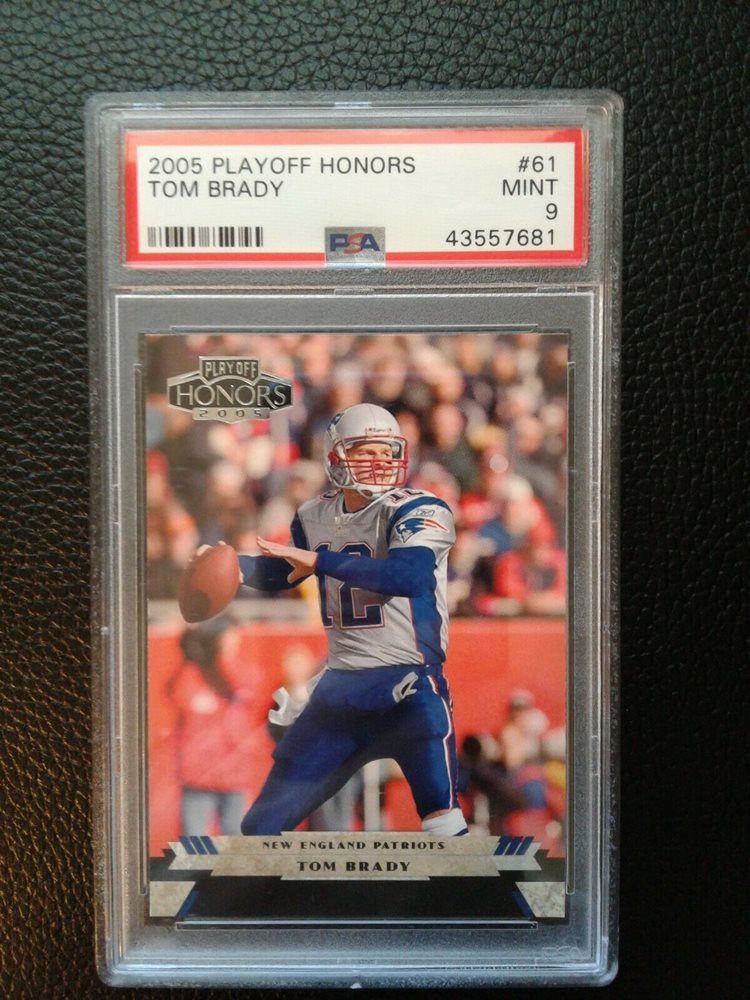 2005 PLAYOFF HONORS #61
TOM BRADY MINT
9
PSA 43557681
PLAYOFF
HONORS
2005
12
12
NEW ENGLAND PATRIOTS
TOM BRADY